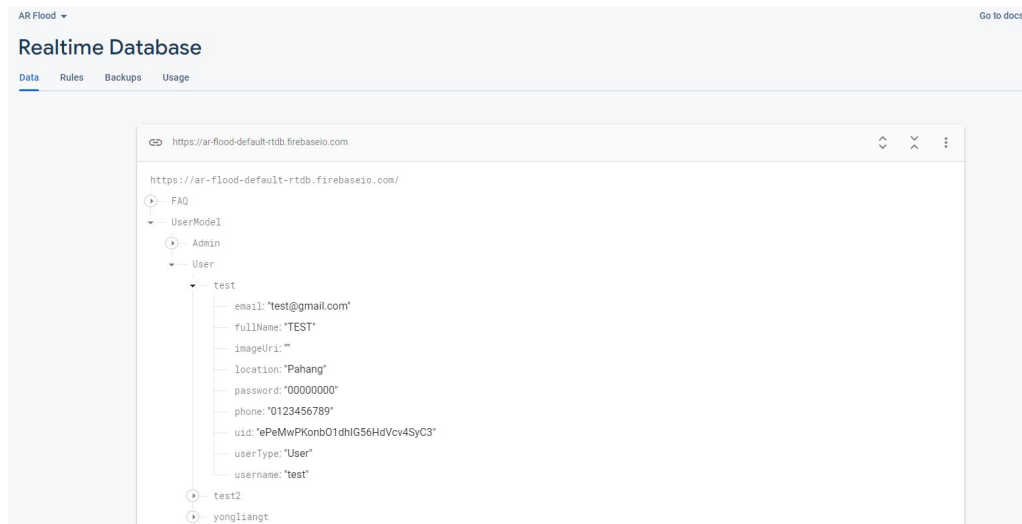 AR Flood
Go to docs
Realtime Database
Data Rules Backups Usage
https://ar-flood-default-rtdb.firebaseio.com
https://ar-flood-default-rtdb.firebaseio.com/
FAQ
UserModel
Admin
User
test
email: "test@gmail.com"
fullName: "TEST"
imageUri: ""
location: "Pahang"
password: "00000000"
phone: "0123456789"
uid: "ePeMwPKonbO1dhIG56HdVcv4SyC3"
userType: "User"
username: "test"
test2
yongliangt